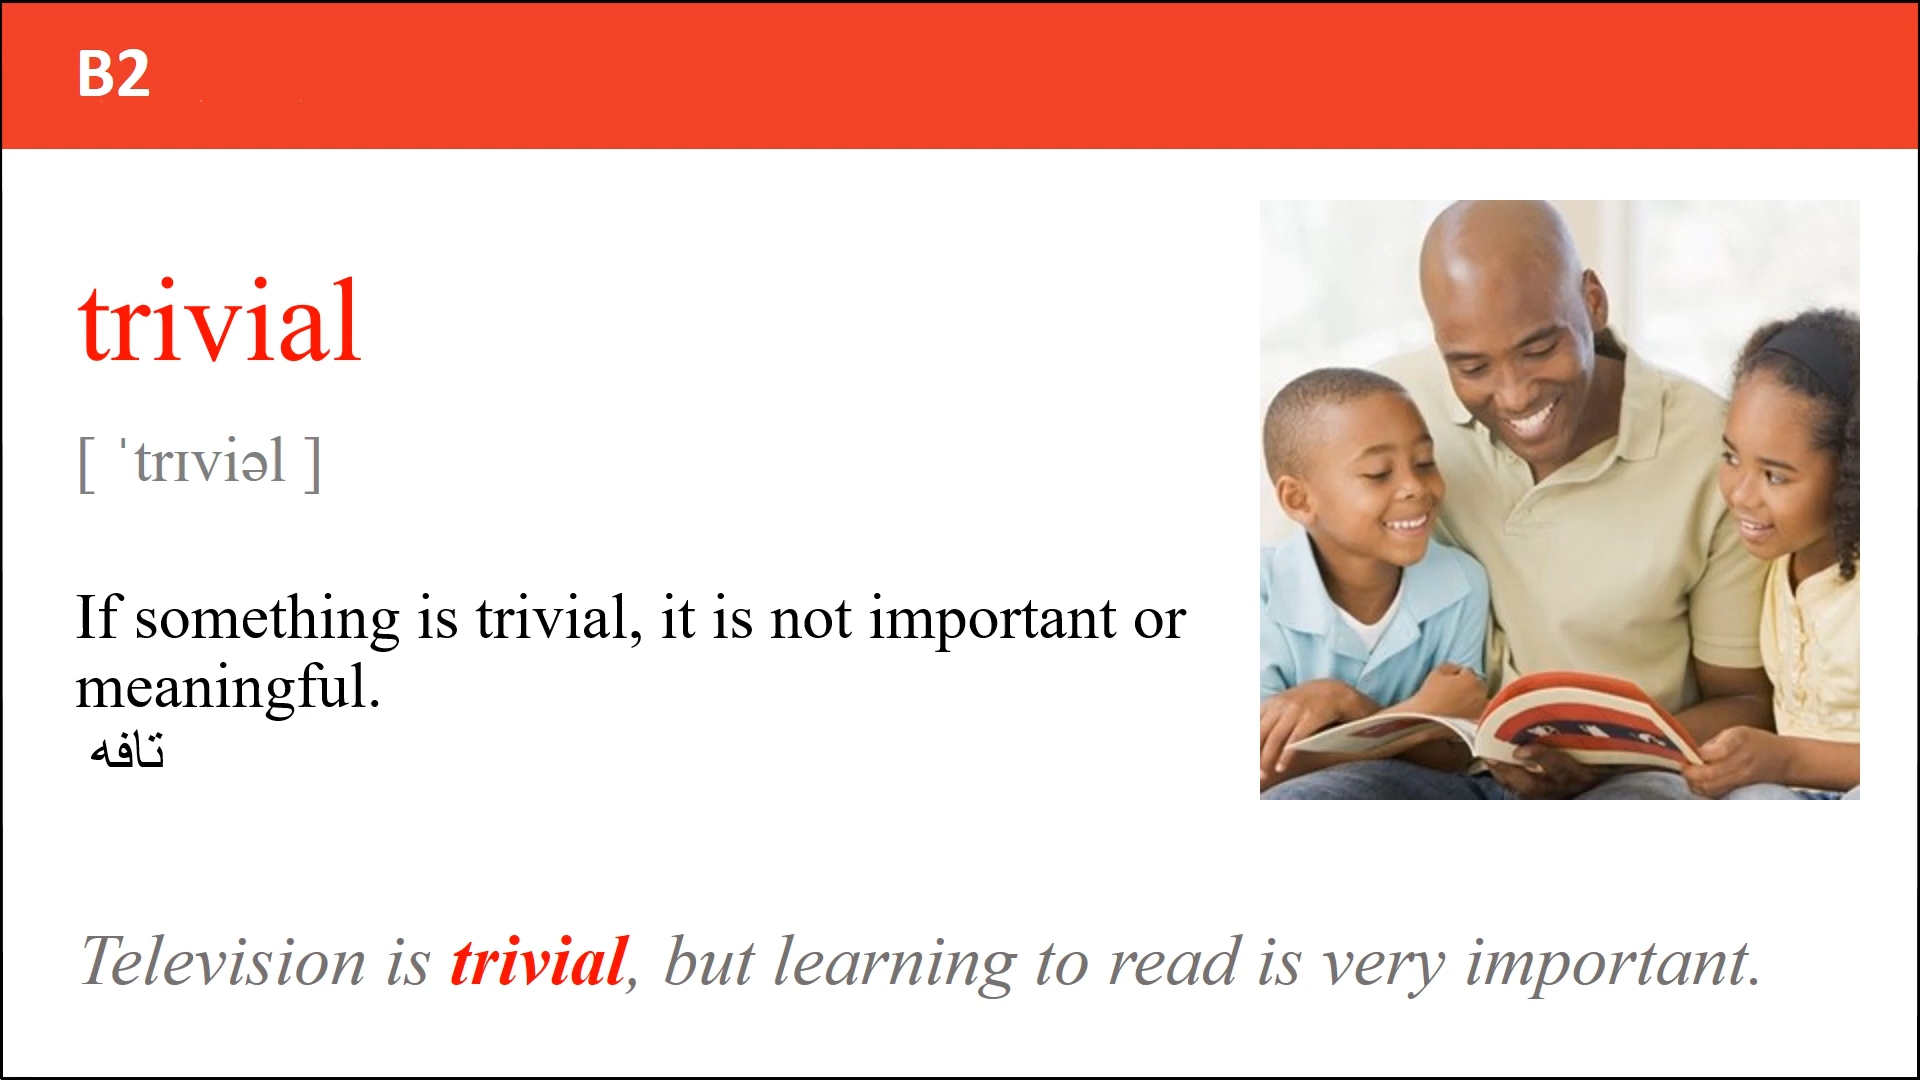 B2
trivial
[ ˈtrɪviəl ]
If something is trivial, it is not important or
meaningful.
تافه
Television is trivial, but learning to read is very important.